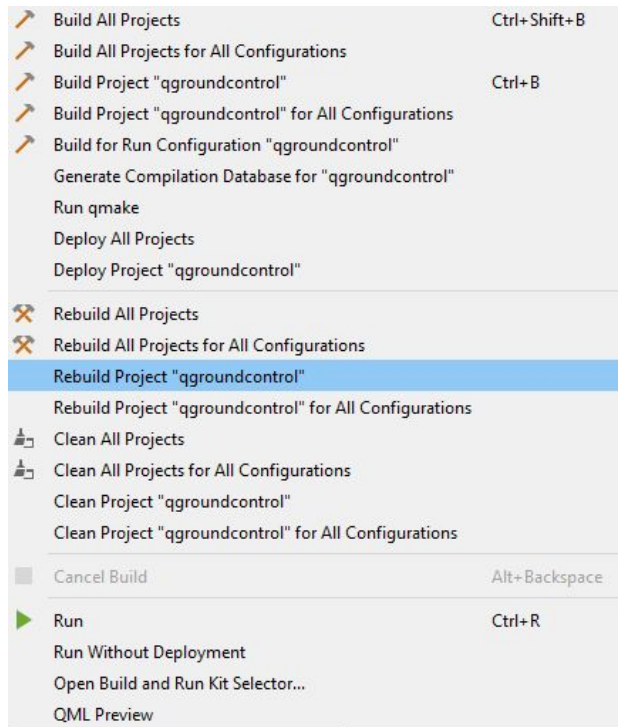 Build All Projects Ctrl+Shift+B
Build All Projects for All Configurations
Build Project "qgroundcontrol" Ctrl+B
Build Project "qgroundcontrol" for All Configurations
Build for Run Configuration "qgroundcontrol"
Generate Compilation Database for "qgroundcontrol"
Run qmake
Deploy All Projects
Deploy Project "qgroundcontrol"
Rebuild All Projects
Rebuild All Projects for All Configurations
Rebuild Project "qgroundcontrol"
Rebuild Project "qgroundcontrol" for All Configurations
Clean All Projects
Clean All Projects for All Configurations
Clean Project "qgroundcontrol"
Clean Project "qgroundcontrol" for All Configurations
Cancel Build Alt+Backspace
Run Ctrl+R
Run Without Deployment
Open Build and Run Kit Selector...
QML Preview